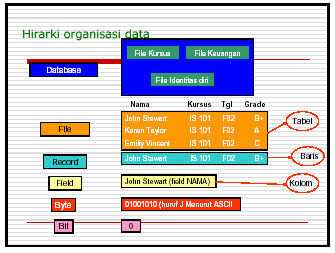 Hirarki organisasi data
File Kursus File Keuangan
Database
File Identitas diri
Nama Kursus Tgl Grade
John Stewart IS 101 F02 B+
Tabel
File Karen Taylor IS 101 F02 A
Emily Vincent IS 101 F02 C
Record John Stewart IS 101 F02 B+ Baris
Field John Stewart (field NAMA) Kolom
Byte 01001010 (huruf J Menurut ASCII
Bit 0